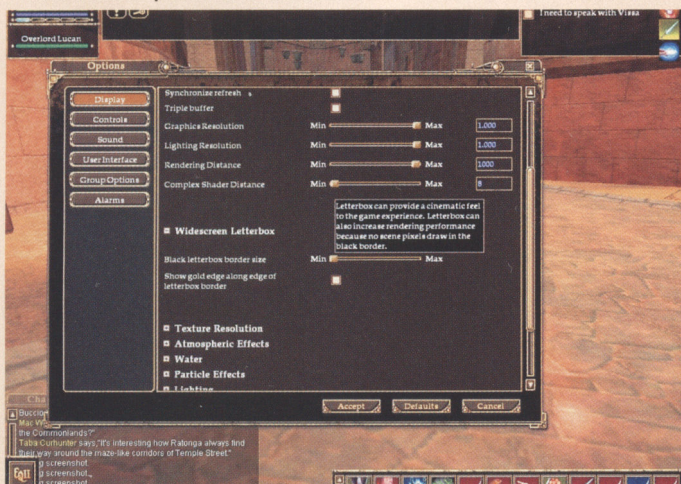 I need to speak with Vissa
Overlord Lucan
Options
Display
Controls
Sound
User Interface
Group Options
Alarms
Synchronize refresh
Triple buffer
Graphics Resolution Min Max 1.000
Lighting Resolution Min Max 1.000
Rendering Distance Min Max 1000
Complex Shader Distance Min Max 8
Letterbox can provide a cinematic feel
to the game experience. Letterbox can
also increase rendering performance
because no scene pixels draw in the
black border.
Widescreen Letterbox
Black letterbox border size Min Max
Show gold edge along edge of
letterbox border
Texture Resolution
Atmospheric Effects
Water
Particle Effects
Lighting
Accept Defaults Cancel
Cha
Buccio
Mac W
the Commonlands?"
Taba Curhunter says,"It's interesting how Ratonga always find
their way around the maze-like corridors of Temple Street."
g screenshot
g screenshot
g screenshot
EQII